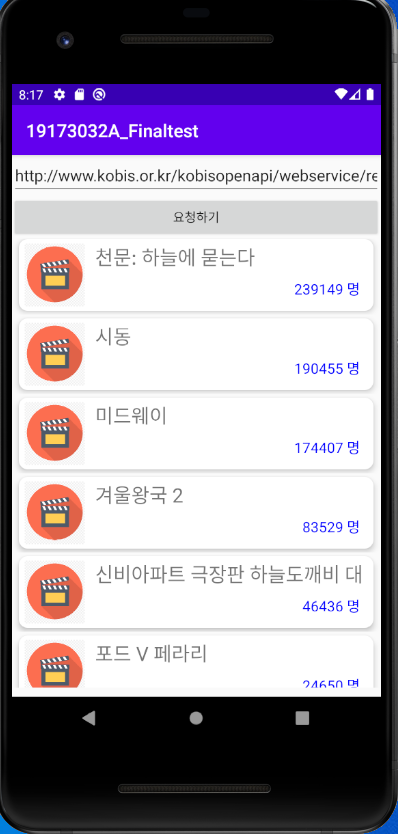 8:17
19173032A_Finaltest
http://www.kobis.or.kr/kobisopenapi/webservice/re
요청하기
천문: 하늘에 묻는다
239149 명
시동
190455 명
미드웨이
174407 명
겨울왕국 2
83529 명
신비아파트 극장판 하늘도깨비 대
46436 명
포드 V 페라리
24650 명